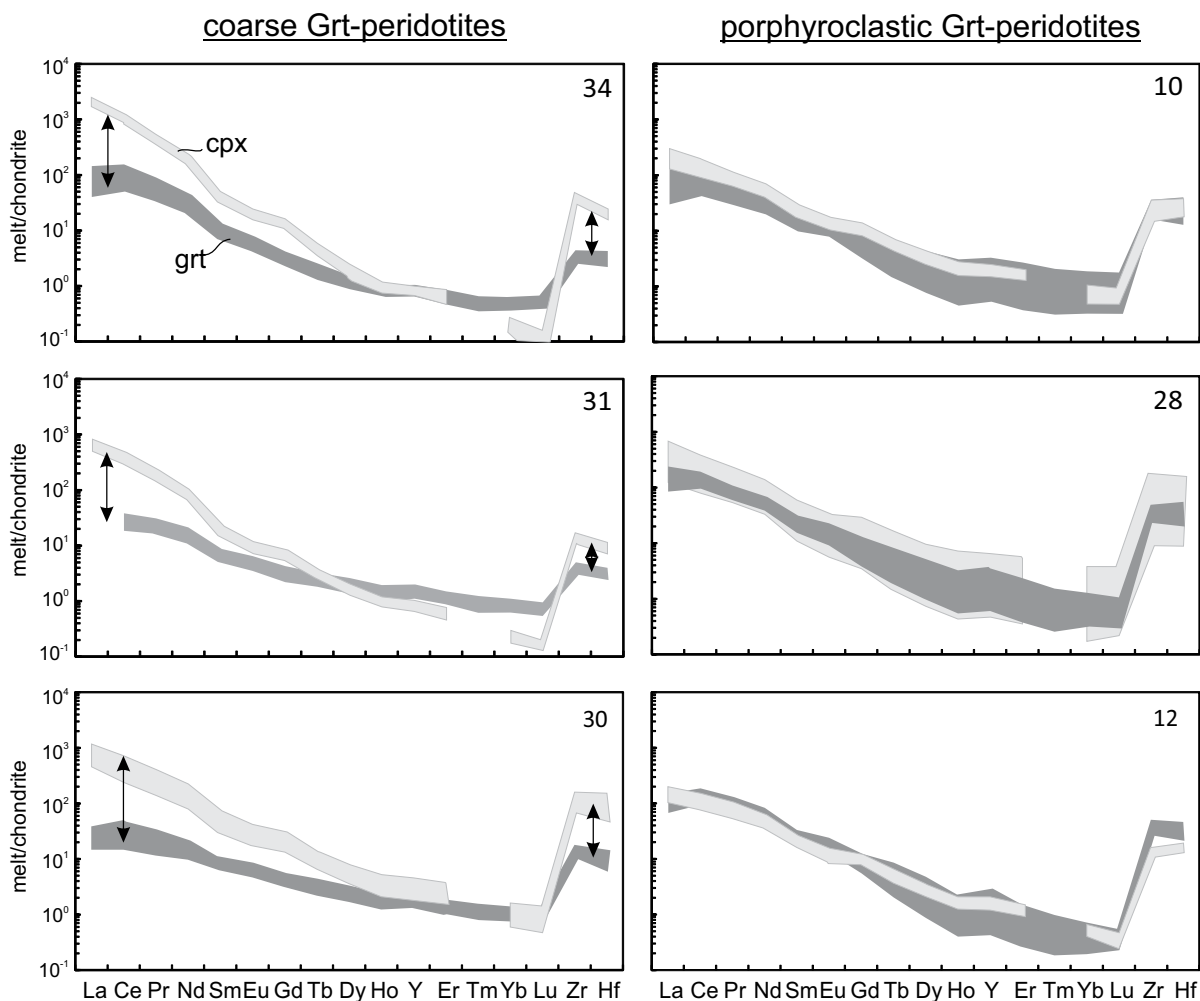 coarse Grt-peridotites
porphyroclastic Grt-peridotites
melt/chondrite
10⁴
10³
10²
10¹
10⁰
10⁻¹
34
cpx
grt
10
melt/chondrite
10⁴
10³
10²
10¹
10⁰
10⁻¹
31
28
melt/chondrite
10⁴
10³
10²
10¹
10⁰
10⁻¹
30
12
La Ce Pr Nd Sm Eu Gd Tb Dy Ho Y Er Tm Yb Lu Zr Hf
La Ce Pr Nd Sm Eu Gd Tb Dy Ho Y Er Tm Yb Lu Zr Hf